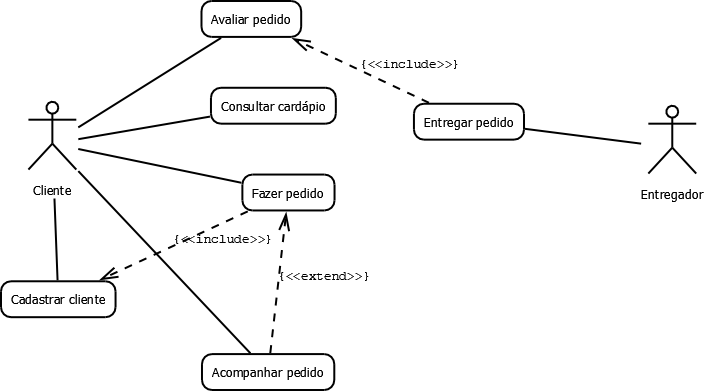 Avaliar pedido
{<<include>>}
Consultar cardápio
Entregar pedido
Cliente
Fazer pedido
Entregador
{<<include>>}
{<<extend>>}
Cadastrar cliente
Acompanhar pedido